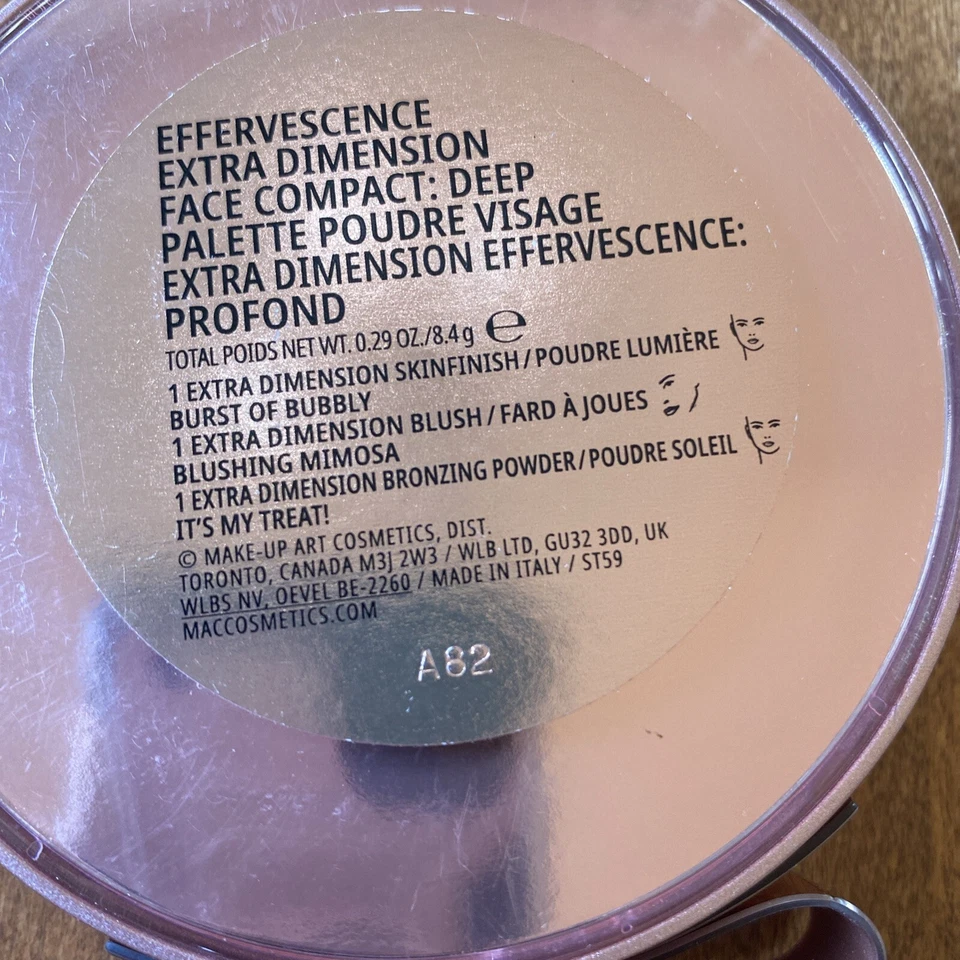 EFFERVESCENCE
EXTRA DIMENSION
FACE COMPACT: DEEP
PALETTE POUDRE VISAGE
EXTRA DIMENSION EFFERVESCENCE:
PROFOND
TOTAL POIDS NET WT. 0.29 OZ./8.4 g ℮
1 EXTRA DIMENSION SKINFINISH / POUDRE LUMIÈRE
BURST OF BUBBLY
1 EXTRA DIMENSION BLUSH / FARD À JOUES
BLUSHING MIMOSA
1 EXTRA DIMENSION BRONZING POWDER / POUDRE SOLEIL
IT'S MY TREAT!
© MAKE-UP ART COSMETICS, DIST.
TORONTO, CANADA M3J 2W3 / WLB LTD, GU32 3DD, UK
WLBS NV, OEVEL BE-2260 / MADE IN ITALY / ST59
MACCOSMETICS.COM
A82